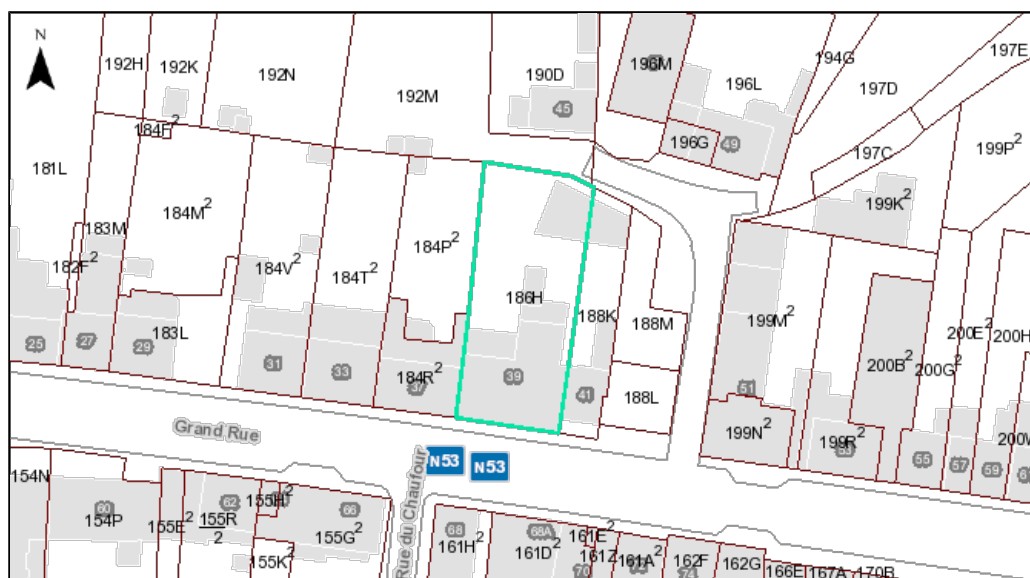 N
192H
192K
192N
192M
190D
45
196M
196L
194G
197D
197E
196G
49
197C
199P²
184F²
181L
184M²
183M
182F²
184V²
184T²
184P²
186H
188K
188M
199K²
199M²
200B²
200G²
200E²
200H
183L
25
27
29
31
33
184R²
37
39
41
188L
51
199N²
199R²
53
55
57
59
Grand Rue
Rue du Chaufour
N53
N53
154N
60
154P
155E²
62
155R
2
155H²
66
155G²
155K²
68
161H²
68A
161D²
161E²
161Z
70
161A²
162F
74
162G
166E
167A
170B